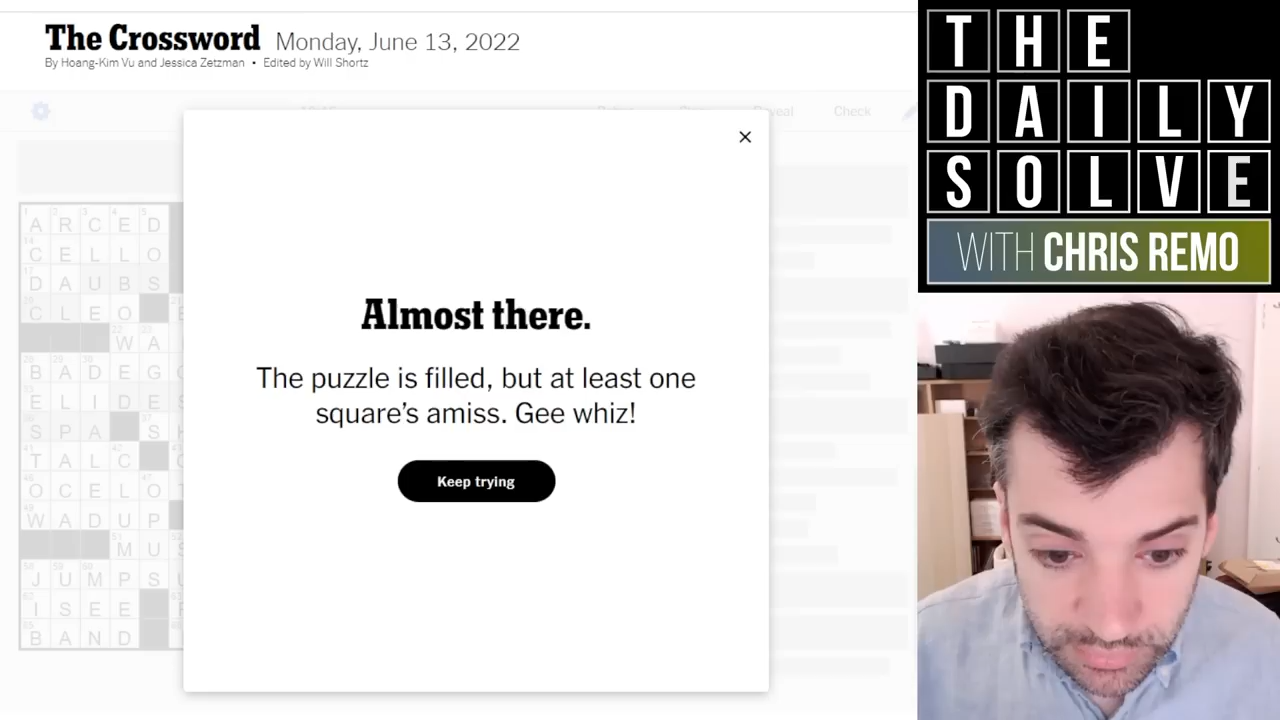 The Crossword Monday, June 13, 2022
By Hoang-Kim Vu and Jessica Zetzman • Edited by Will Shortz
Reveal Check
Almost there.
The puzzle is filled, but at least one
square's amiss. Gee whiz!
Keep trying
A R C E D
C E L L O
D A U B S
C L E O
W A
B A D E G O
E L I D E S
S P A S H
T A L C
O C E L O T
W A D U P
M U S
J U M P S U
I S E E
B A N D
THE
DAILY
SOLVE
WITH CHRIS REMO